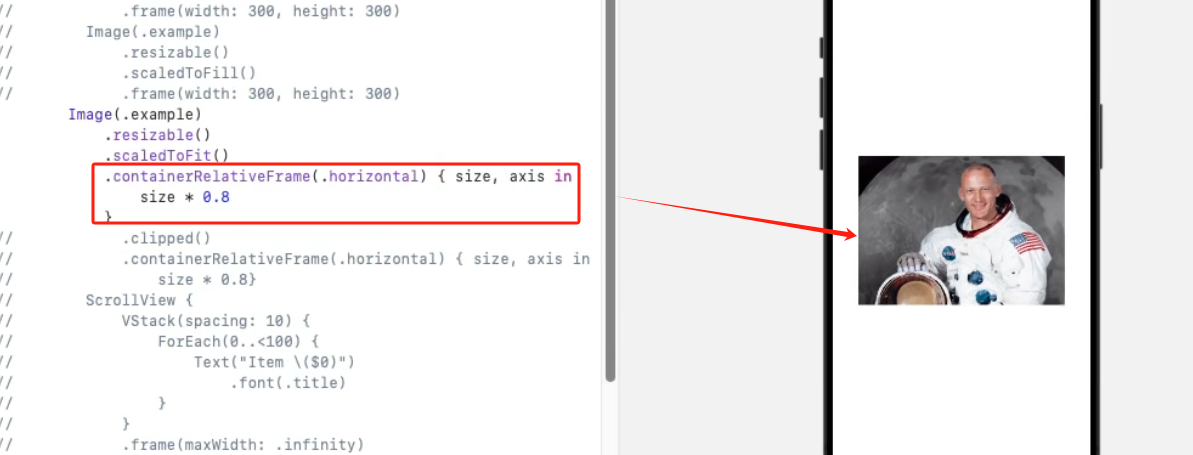 //            .frame(width: 300, height: 300)
//        Image(.example)
//            .resizable()
//            .scaledToFill()
//            .frame(width: 300, height: 300)
Image(.example)
.resizable()
.scaledToFit()
.containerRelativeFrame(.horizontal) { size, axis in
size * 0.8
}
//            .clipped()
//            .containerRelativeFrame(.horizontal) { size, axis in
//                size * 0.8}
//        ScrollView {
//            VStack(spacing: 10) {
//                ForEach(0..<100) {
//                    Text("Item \($0)")
//                        .font(.title)
//                }
//            }
//            .frame(maxWidth: .infinity)
NASA